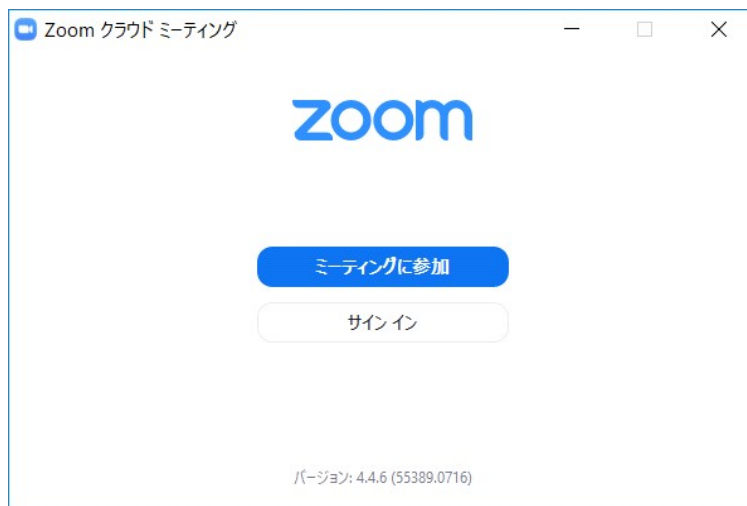 Zoom クラウド ミーティング
zoom
ミーティングに参加
サイン イン
バージョン: 4.4.6 (55389.0716)